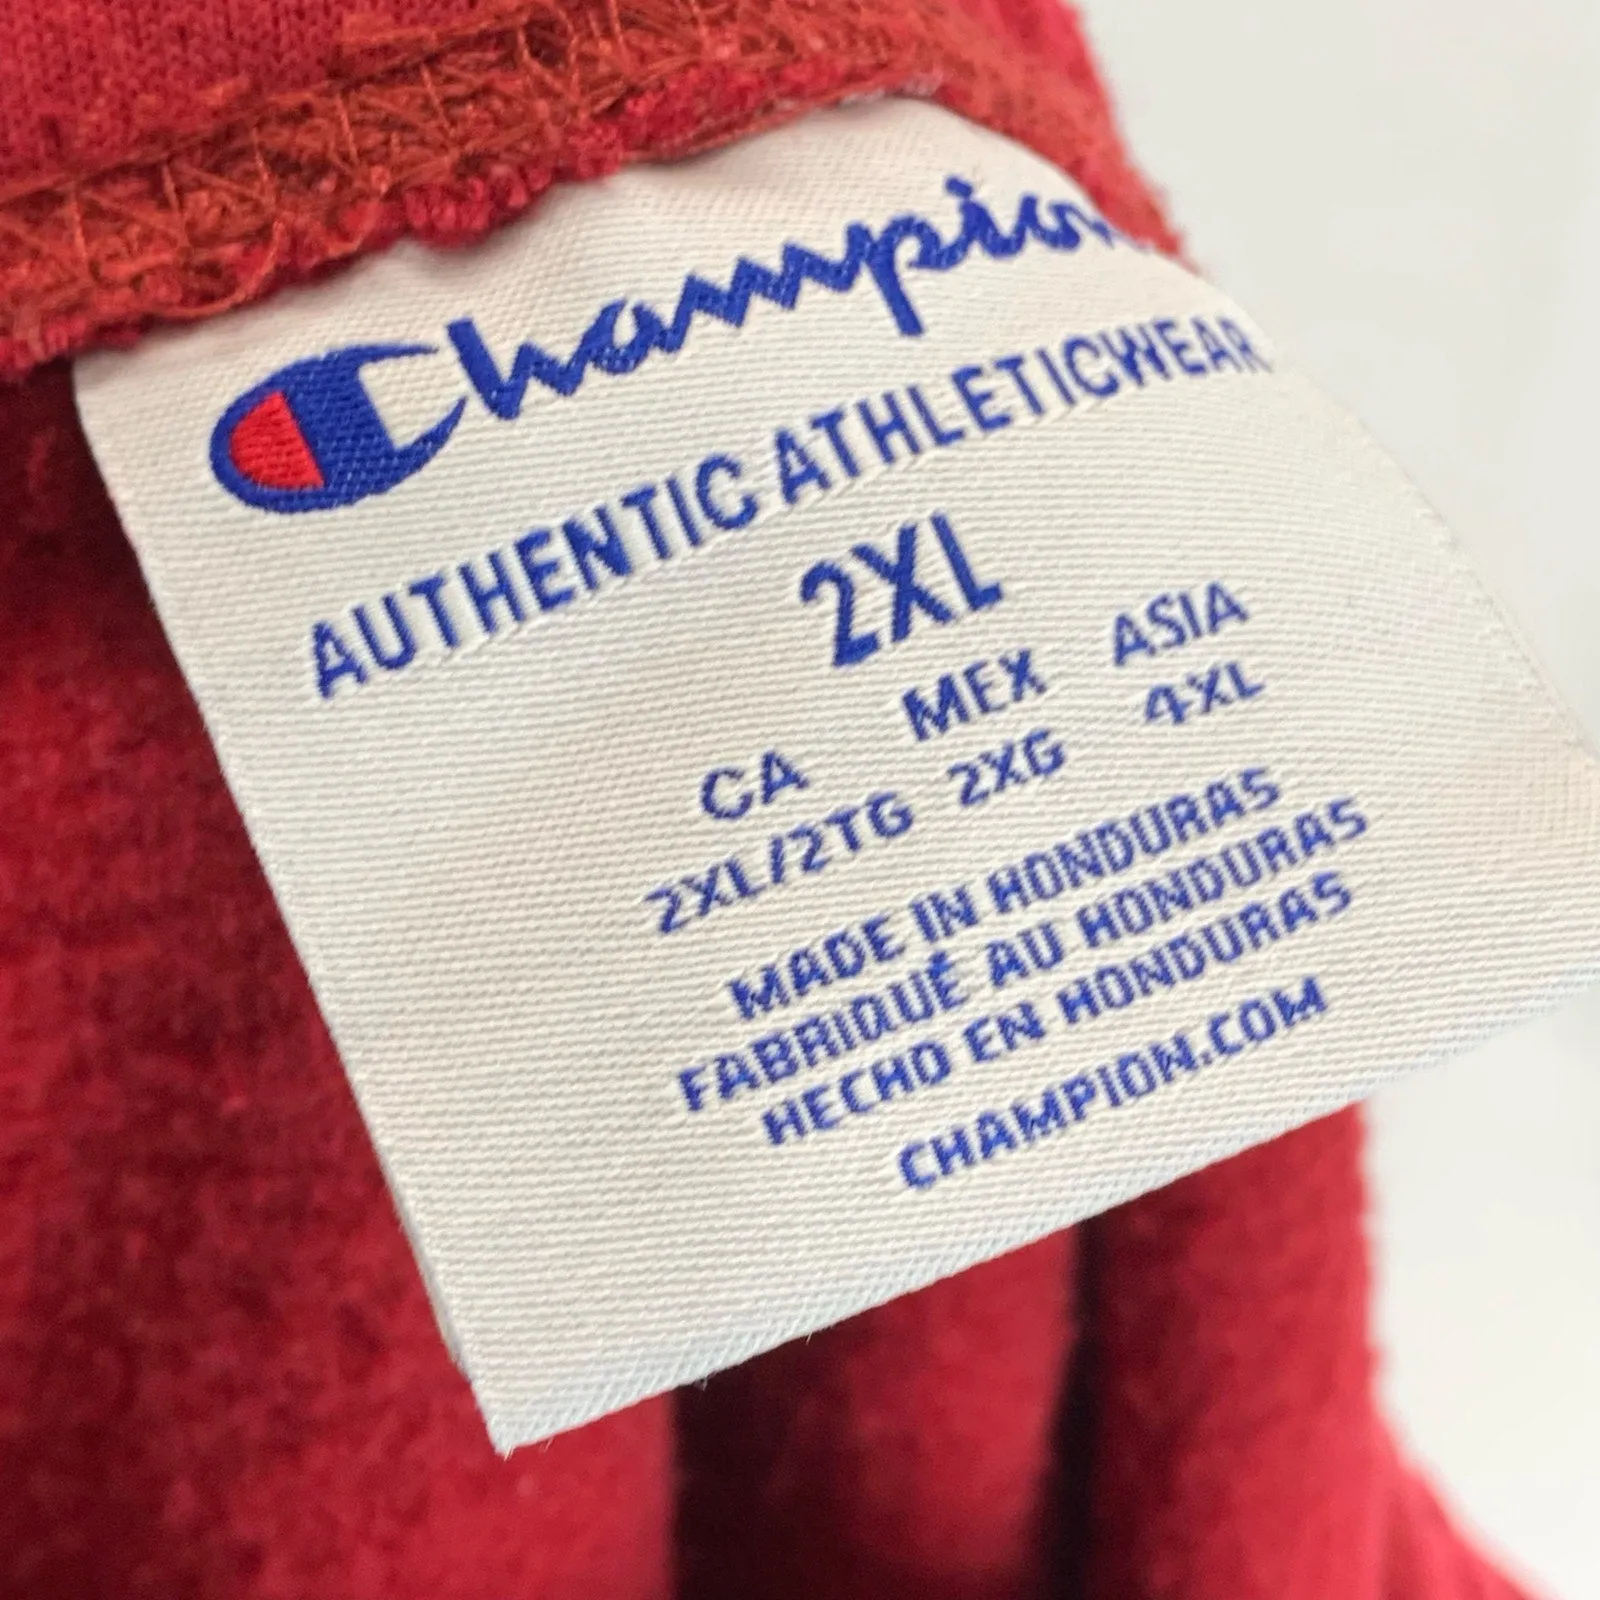 Champion
AUTHENTIC ATHLETICWEAR
2XL
CA MEX ASIA
2XL/2TG 2XG 4XL
MADE IN HONDURAS
FABRIQUÉ AU HONDURAS
HECHO EN HONDURAS
CHAMPION.COM